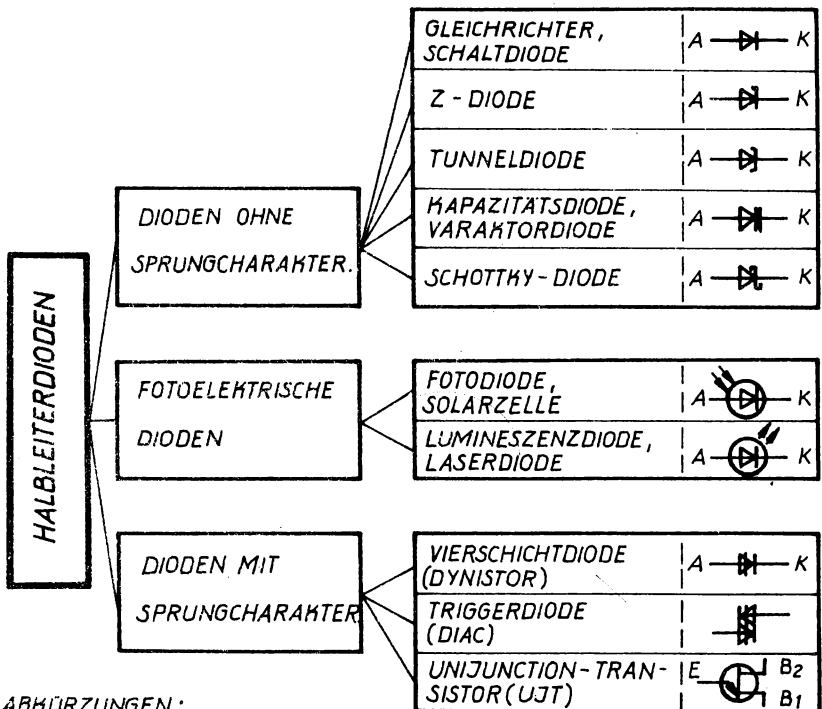 HALBLEITERDIODEN
DIODEN OHNE
SPRUNGCHARAKTER.
GLEICHRICHTER,
SCHALTDIODE
A K
Z - DIODE
A K
TUNNELDIODE
A K
KAPAZITÄTSDIODE,
VARAKTORDIODE
A K
SCHOTTKY-DIODE
A K
FOTOELEKTRISCHE
DIODEN
FOTODIODE,
SOLARZELLE
A K
LUMINESZENZDIODE,
LASERDIODE
A K
DIODEN MIT
SPRUNGCHARAKTER
VIERSCHICHTDIODE
(DYNISTOR)
A K
TRIGGERDIODE
(DIAC)
UNIJUNCTION-TRAN-
SISTOR(UJT)
E B2
B1
ABKÜRZUNGEN: